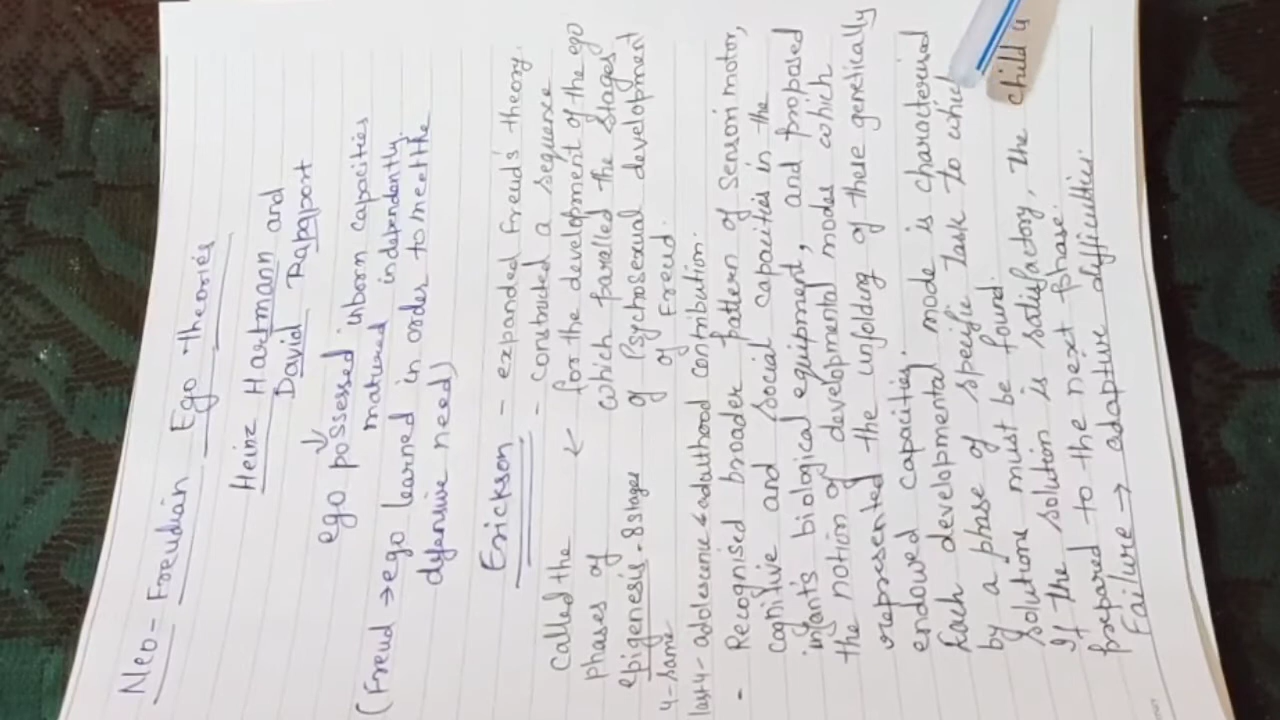 Neo-Freudian Ego theories
Heinz Hartmann and
David Rapaport
↓
ego possessed inborn capacities
matured independently.
(Freud → ego learned in order to meet the
defensive need)
Erickson - expanded Freud's theory.
- constructed a sequence
called the ← for the development of the ego
phases of which paralled the stages
epigenesis - 8 stages of Psychosexual development
4 - same of Freud.
last 4 - adolescence & adulthood contribution.
- Recognised broader pattern of sensori motor,
cognitive and social capacities in the
infants biological equipment, and proposed
the notion of developmental modes which
represented the unfolding of these genetically
endowed capacities.
Each developmental mode is characterised
by a phase of specific task to which
solutions must be found.
If the solution is satisfactory, the child is
prepared to the next phase.
Failure → adaptive difficulties.